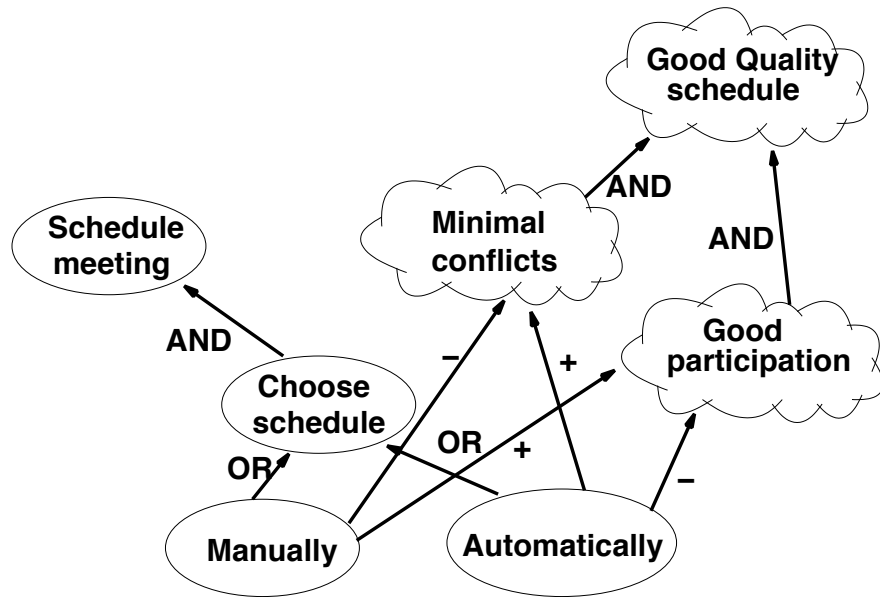 Good Quality
schedule
AND
Minimal
conflicts
Schedule
meeting
AND
AND
Good
participation
–
+
Choose
schedule
OR
OR
+
–
Manually
Automatically